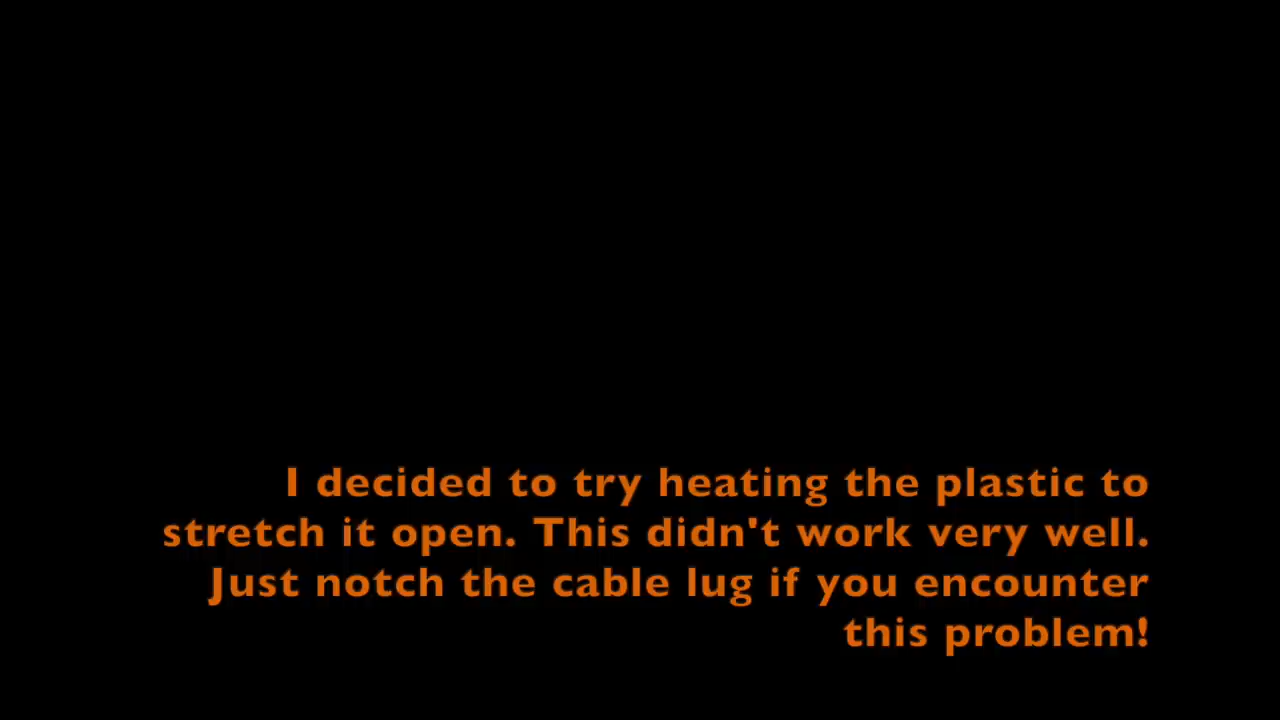 I decided to try heating the plastic to
stretch it open. This didn't work very well.
Just notch the cable lug if you encounter
this problem!